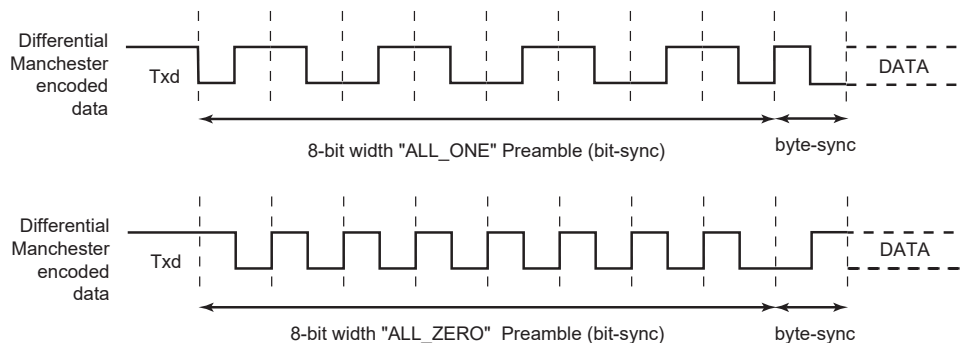 Differential
Manchester
encoded
data
Txd
DATA
8-bit width "ALL_ONE" Preamble (bit-sync)
byte-sync
Differential
Manchester
encoded
data
Txd
DATA
8-bit width "ALL_ZERO" Preamble (bit-sync)
byte-sync